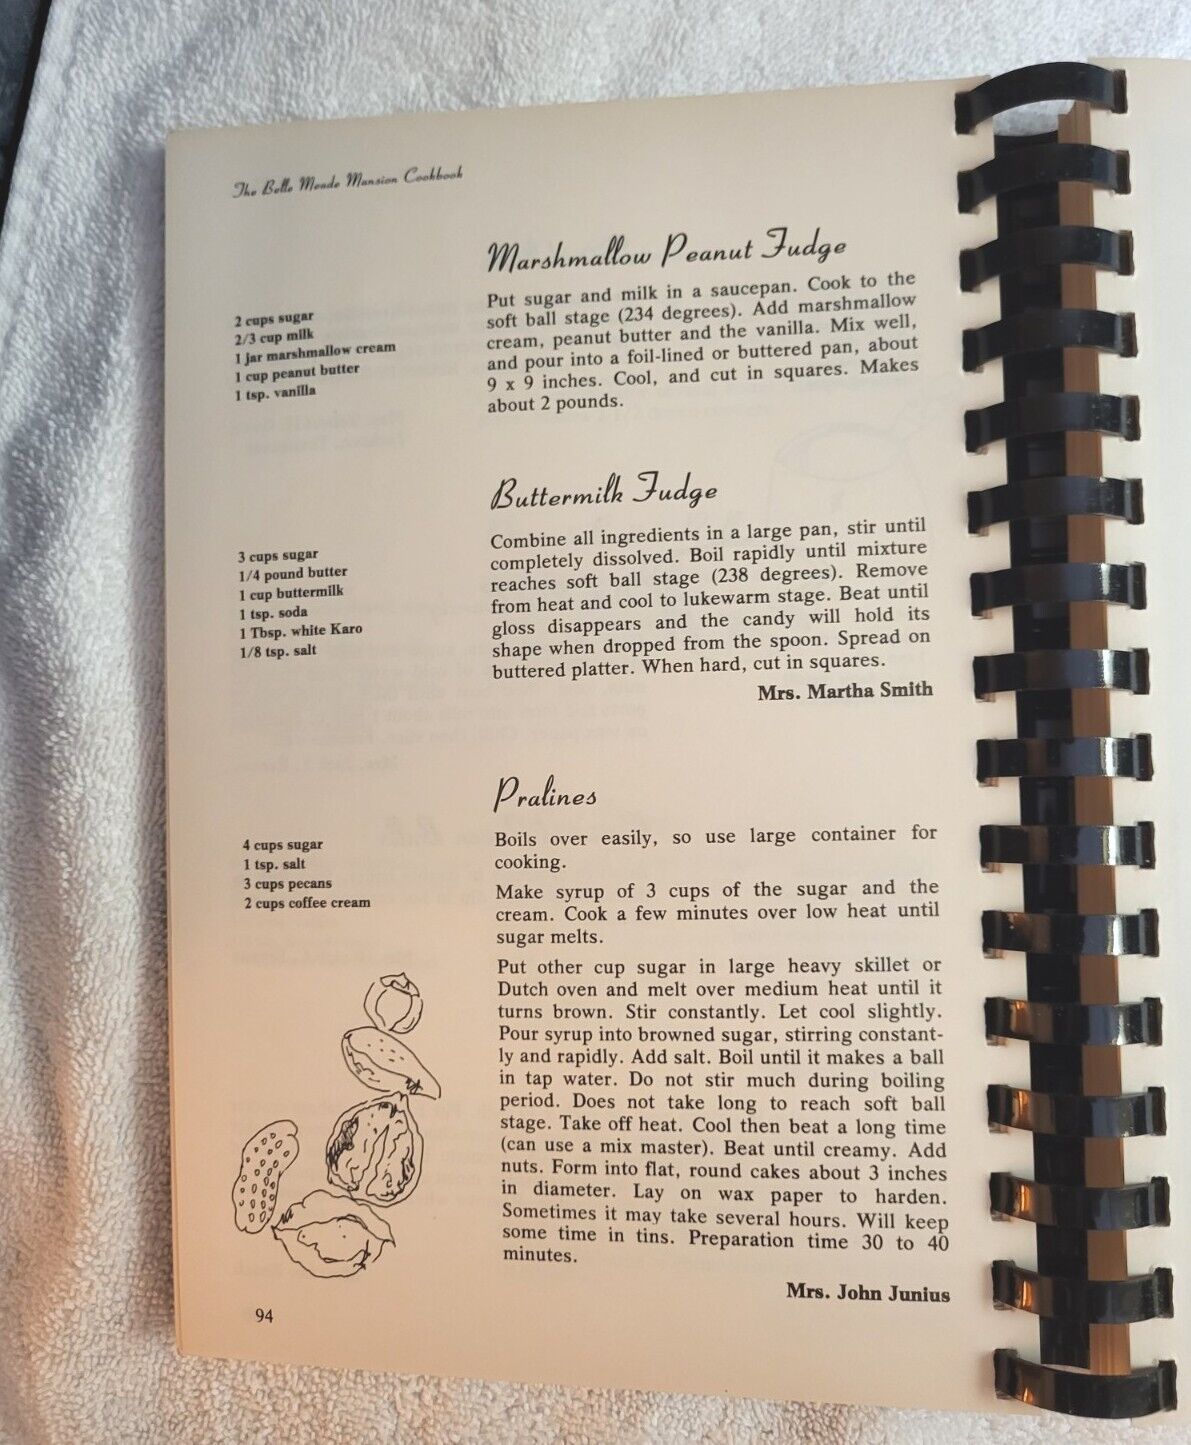 The Belle Meade Mansion Cookbook
Marshmallow Peanut Fudge
2 cups sugar
2/3 cup milk
1 jar marshmallow cream
1 cup peanut butter
1 tsp. vanilla
Put sugar and milk in a saucepan. Cook to the
soft ball stage (234 degrees). Add marshmallow
cream, peanut butter and the vanilla. Mix well,
and pour into a foil-lined or buttered pan, about
9 x 9 inches. Cool, and cut in squares. Makes
about 2 pounds.
Buttermilk Fudge
3 cups sugar
1/4 pound butter
1 cup buttermilk
1 tsp. soda
1 Tbsp. white Karo
1/8 tsp. salt
Combine all ingredients in a large pan, stir until
completely dissolved. Boil rapidly until mixture
reaches soft ball stage (238 degrees). Remove
from heat and cool to lukewarm stage. Beat until
gloss disappears and the candy will hold its
shape when dropped from the spoon. Spread on
buttered platter. When hard, cut in squares.
Mrs. Martha Smith
Pralines
4 cups sugar
1 tsp. salt
3 cups pecans
2 cups coffee cream
Boils over easily, so use large container for
cooking.
Make syrup of 3 cups of the sugar and the
cream. Cook a few minutes over low heat until
sugar melts.
Put other cup sugar in large heavy skillet or
Dutch oven and melt over medium heat until it
turns brown. Stir constantly. Let cool slightly.
Pour syrup into browned sugar, stirring constant-
ly and rapidly. Add salt. Boil until it makes a ball
in tap water. Do not stir much during boiling
period. Does not take long to reach soft ball
stage. Take off heat. Cool then beat a long time
(can use a mix master). Beat until creamy. Add
nuts. Form into flat, round cakes about 3 inches
in diameter. Lay on wax paper to harden.
Sometimes it may take several hours. Will keep
some time in tins. Preparation time 30 to 40
minutes.
Mrs. John Junius
94